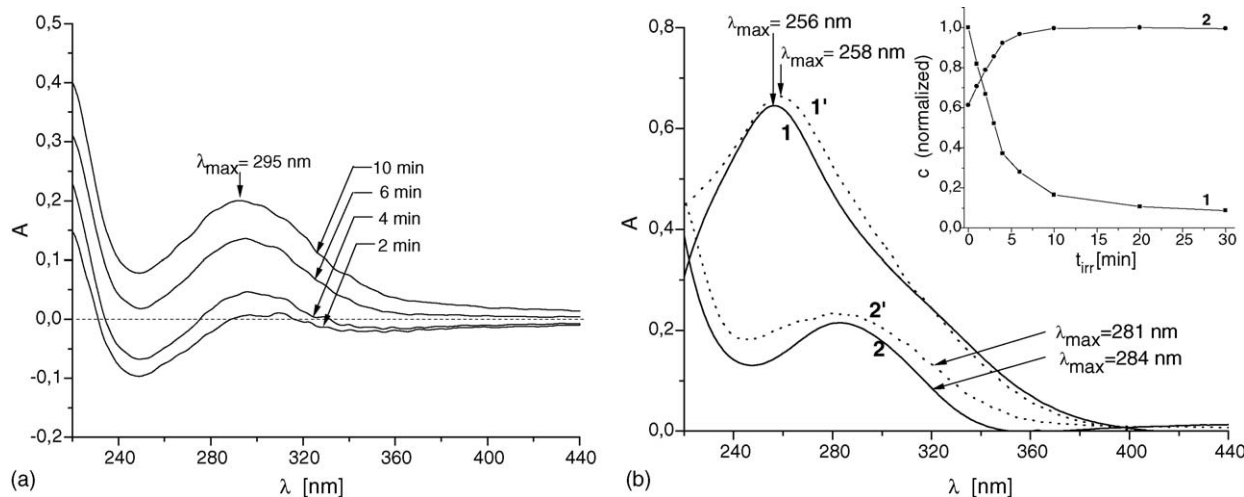 0,5
0,4
0,3
0,2
0,1
0,0
-0,1
-0,2
A
λmax= 295 nm
10 min
6 min
4 min
2 min
240 280 320 360 400 440
(a)
λ [nm]
0,8
0,6
0,4
0,2
0,0
A
λmax= 256 nm
λmax= 258 nm
1'
1
2'
2
λmax=281 nm
λmax=284 nm
240 280 320 360 400 440
(b)
λ [nm]
1,0
0,8
0,6
0,4
0,2
0,0
c (normalized)
2
1
0 5 10 15 20 25 30
tirr[min]